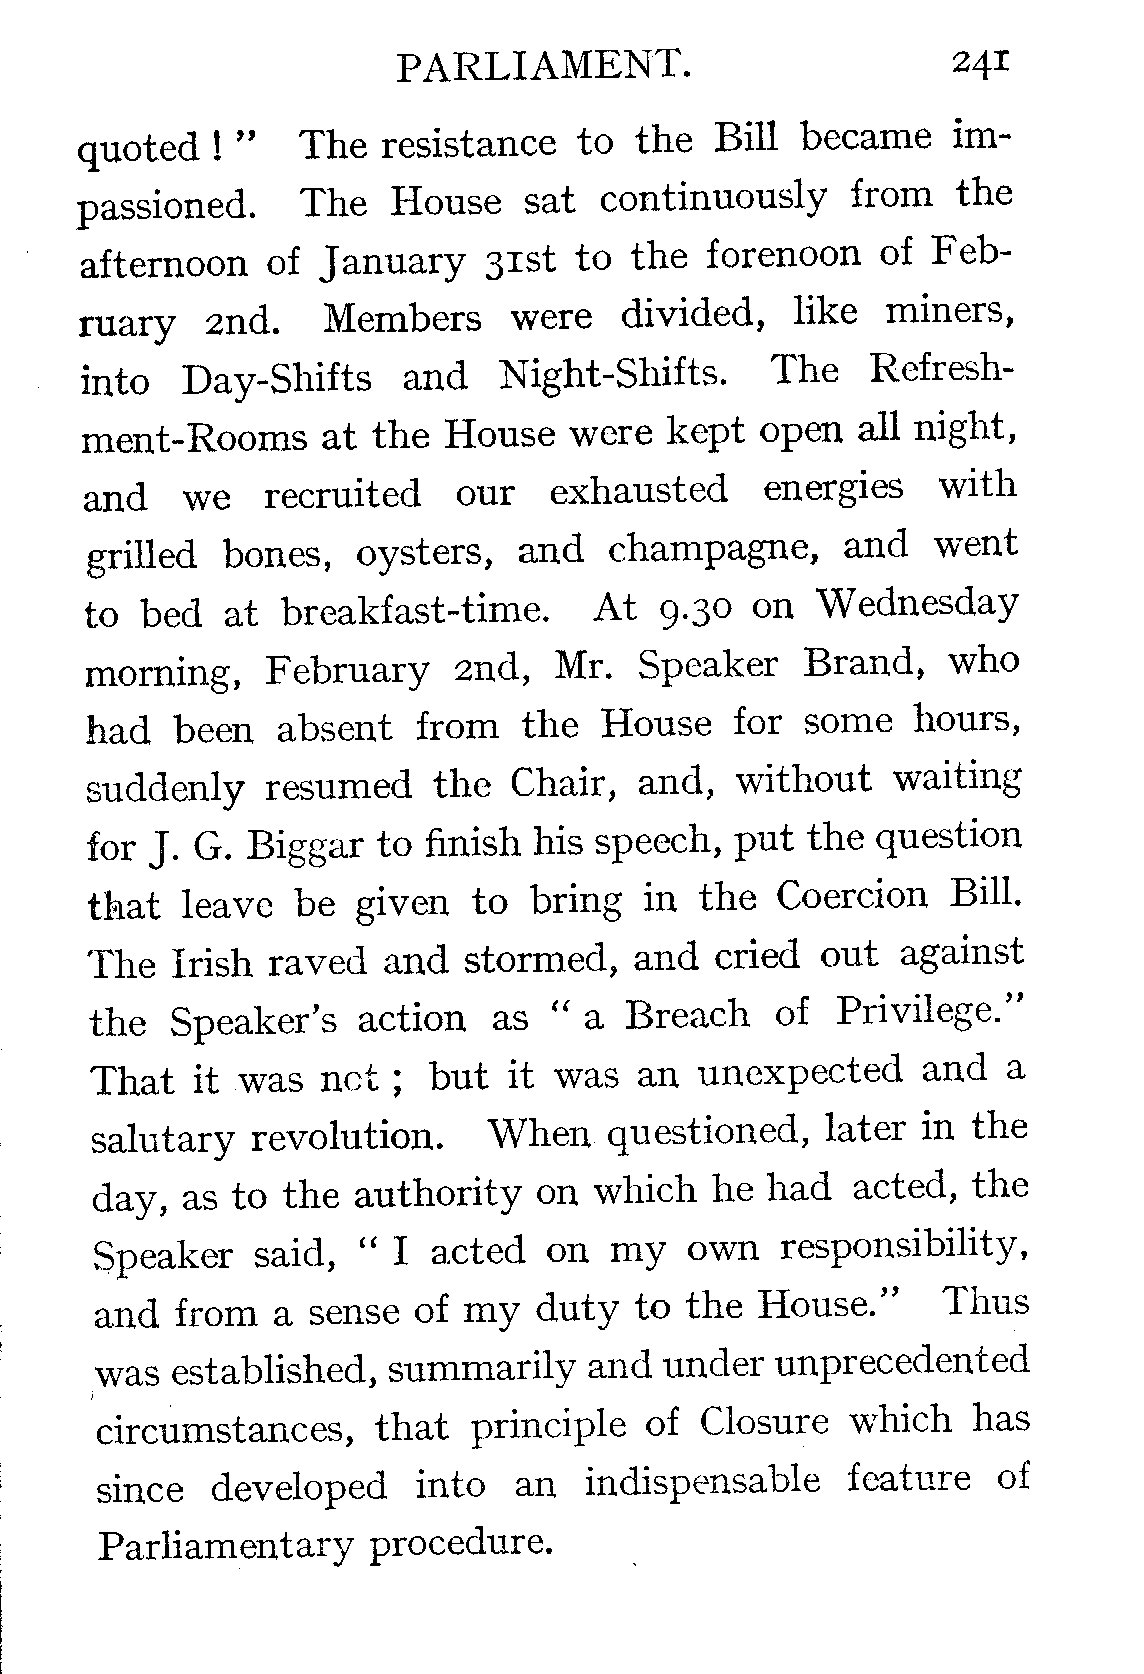 PARLIAMENT. 241
quoted ! " The resistance to the Bill became im-
passioned. The House sat continuously from the
afternoon of January 31st to the forenoon of Feb-
ruary 2nd. Members were divided, like miners,
into Day-Shifts and Night-Shifts. The Refresh-
ment-Rooms at the House were kept open all night,
and we recruited our exhausted energies with
grilled bones, oysters, and champagne, and went
to bed at breakfast-time. At 9.30 on Wednesday
morning, February 2nd, Mr. Speaker Brand, who
had been absent from the House for some hours,
suddenly resumed the Chair, and, without waiting
for J. G. Biggar to finish his speech, put the question
that leave be given to bring in the Coercion Bill.
The Irish raved and stormed, and cried out against
the Speaker's action as " a Breach of Privilege."
That it was not ; but it was an unexpected and a
salutary revolution. When questioned, later in the
day, as to the authority on which he had acted, the
Speaker said, " I acted on my own responsibility,
and from a sense of my duty to the House." Thus
was established, summarily and under unprecedented
circumstances, that principle of Closure which has
since developed into an indispensable feature of
Parliamentary procedure.